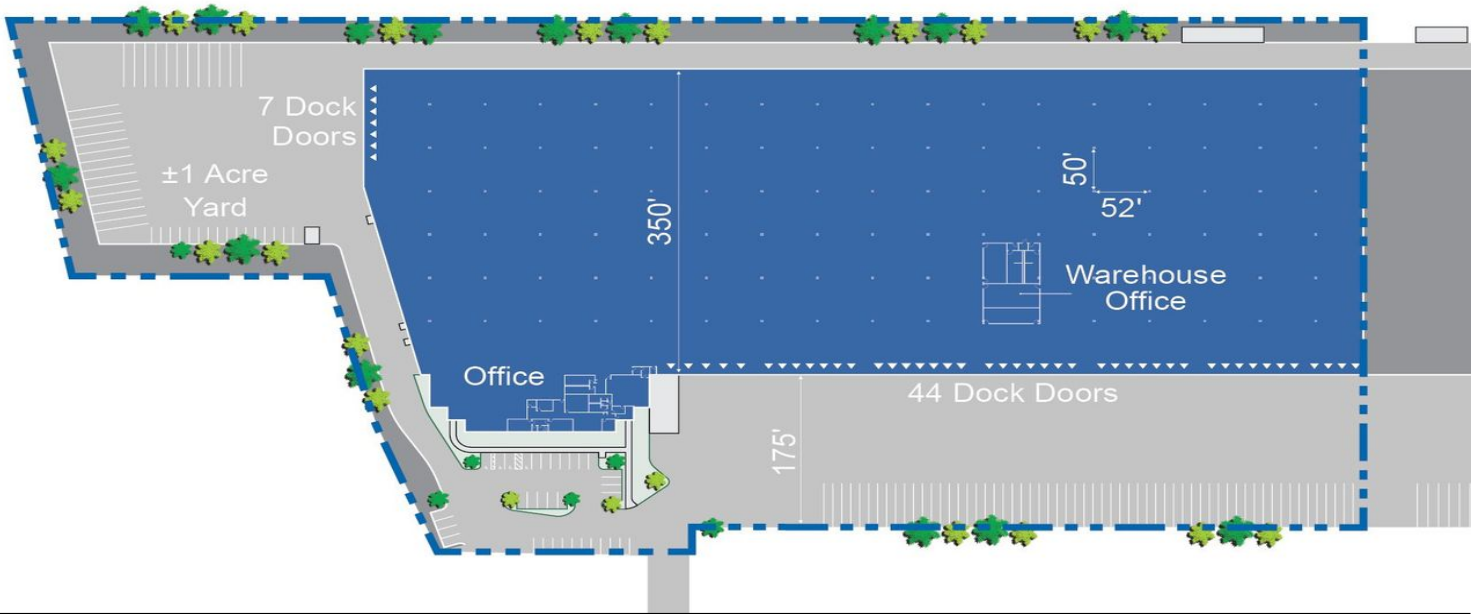 7 Dock
Doors
±1 Acre
Yard
350'
50'
52'
Warehouse
Office
Office
44 Dock Doors
175'